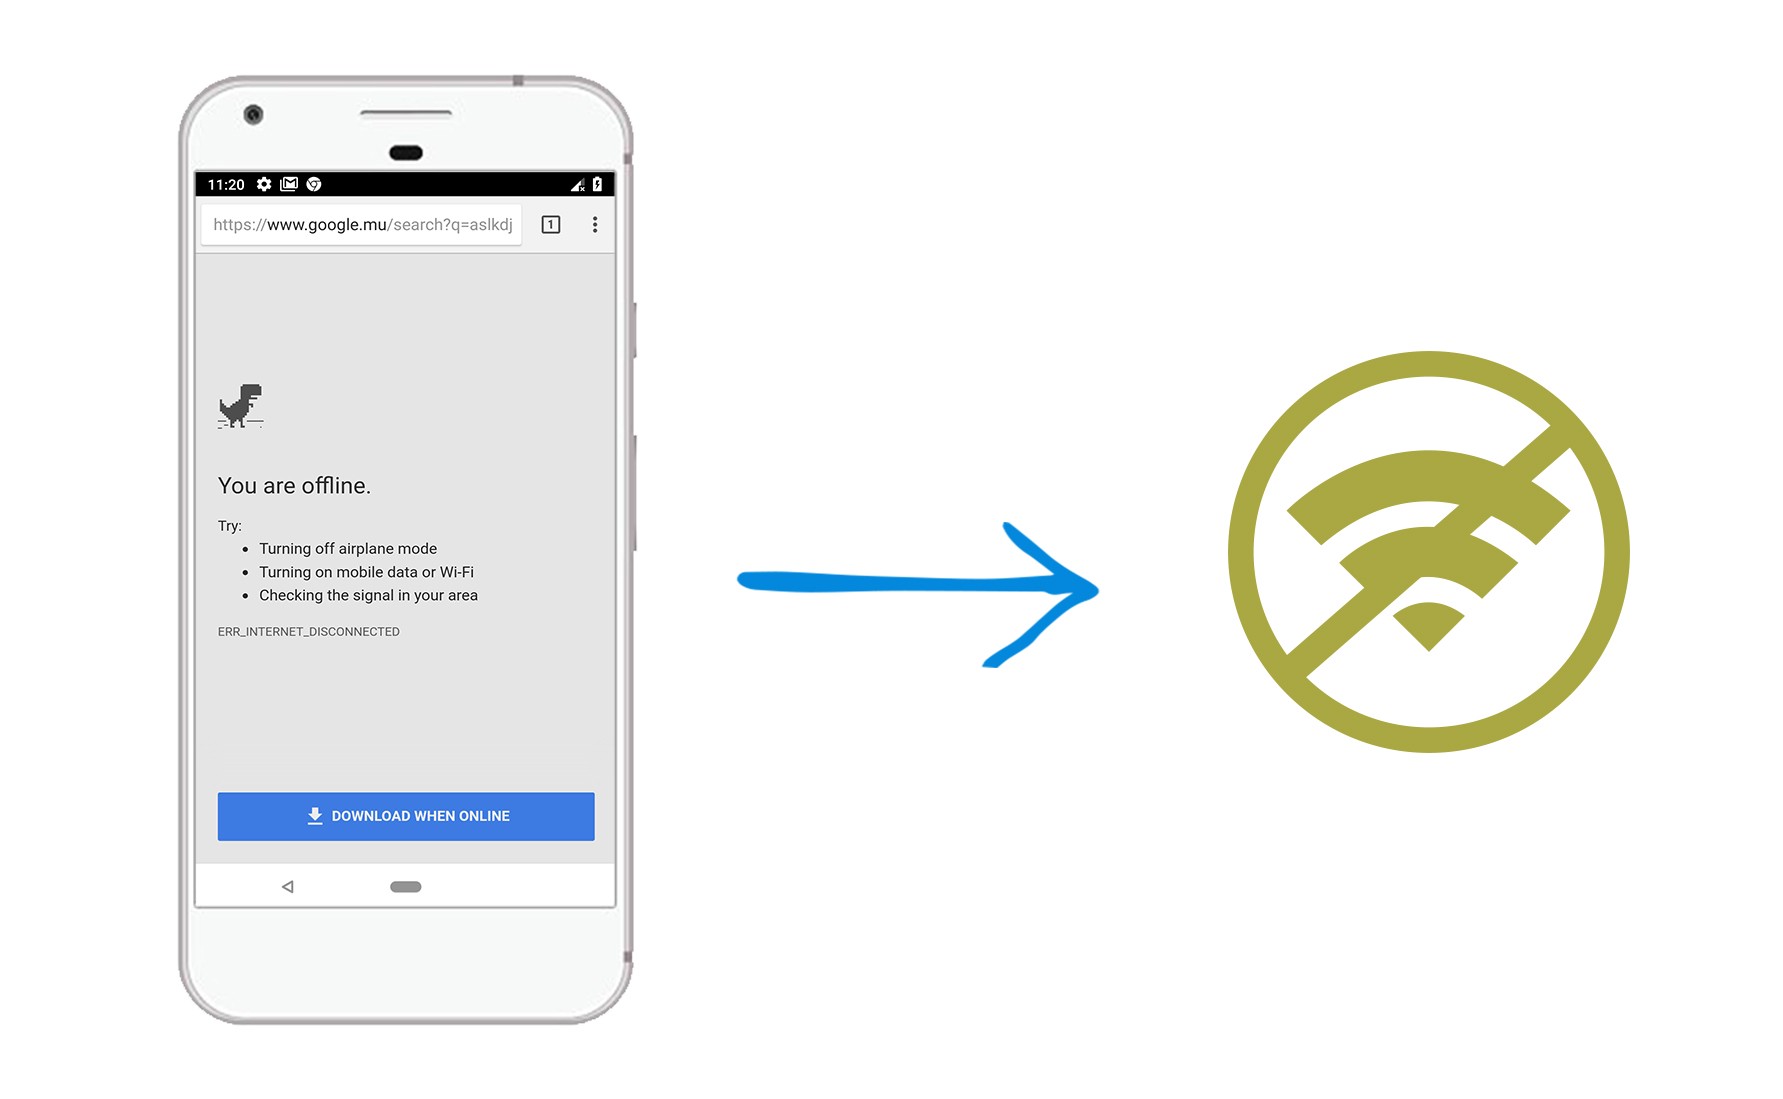 11:20
https://www.google.mu/search?q=aslkdj
1
You are offline.
Try:
• Turning off airplane mode
• Turning on mobile data or Wi-Fi
• Checking the signal in your area
ERR_INTERNET_DISCONNECTED
DOWNLOAD WHEN ONLINE